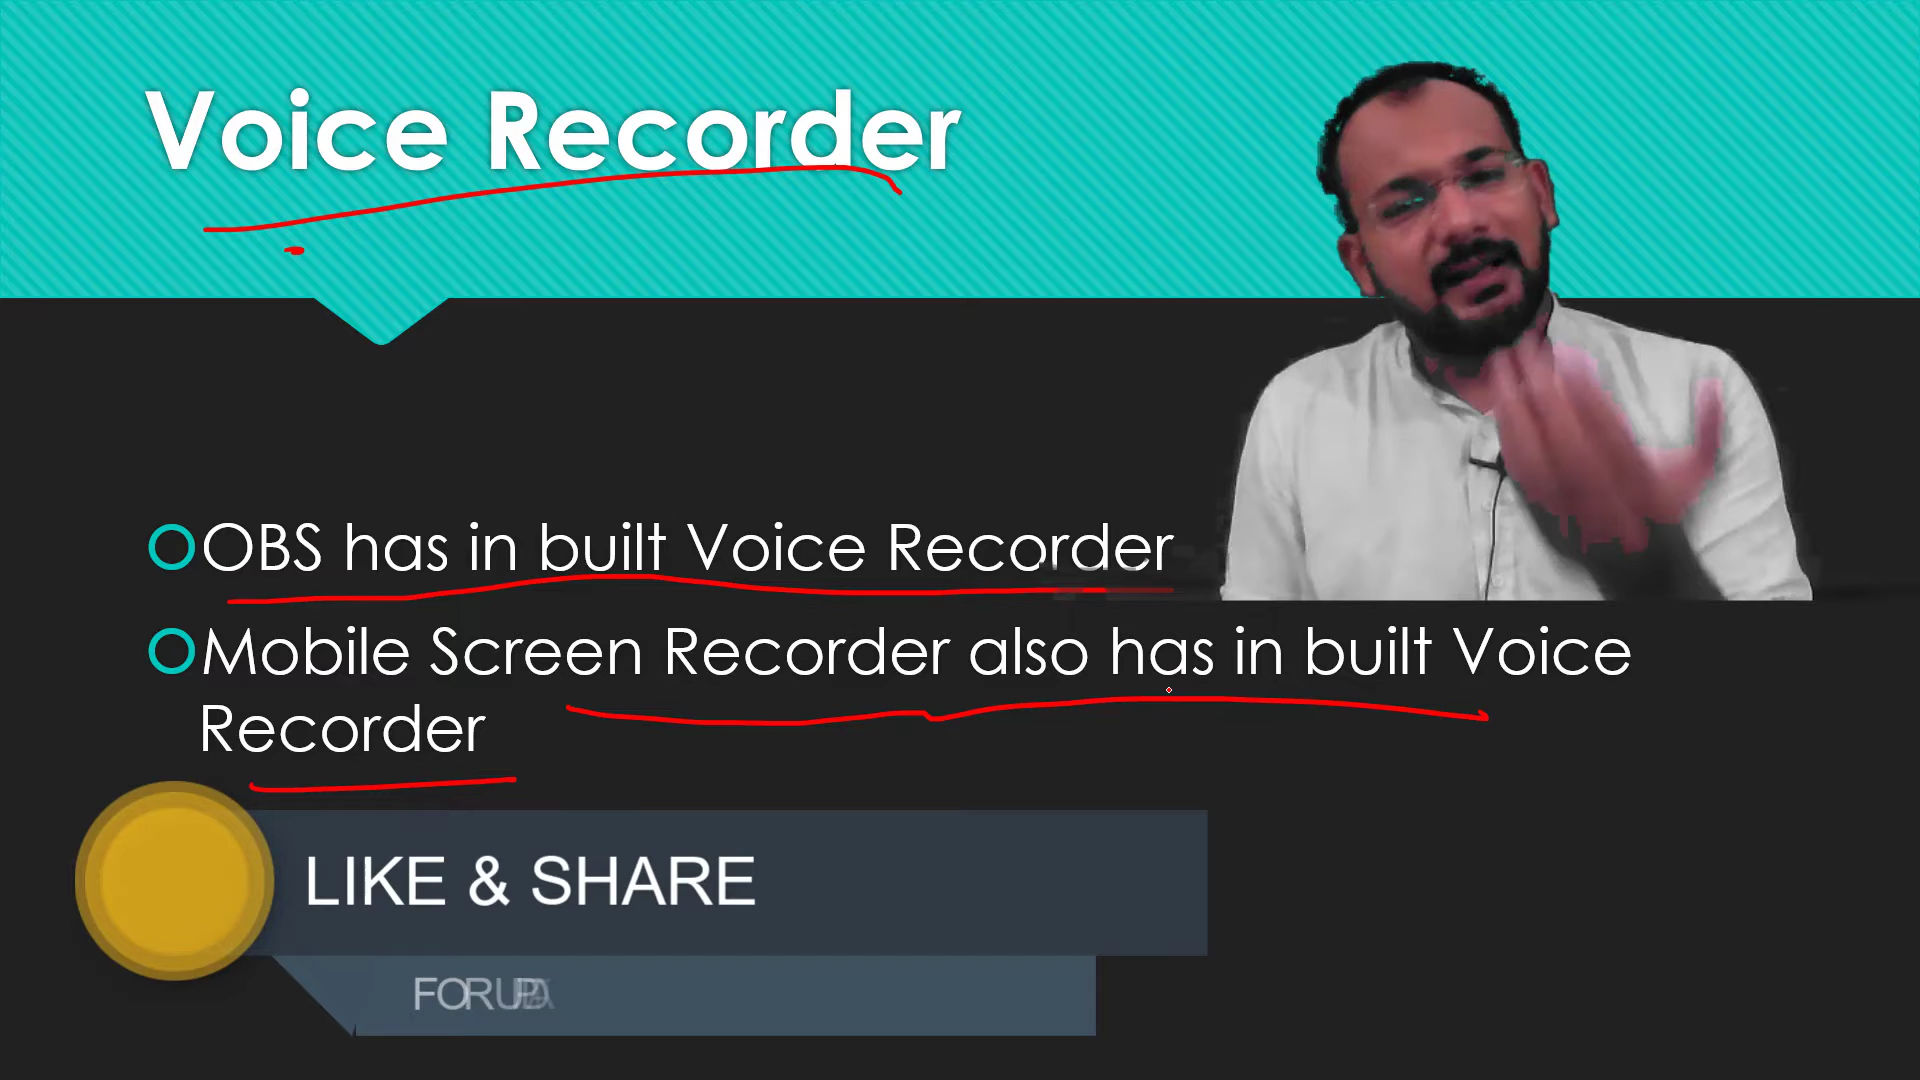 Voice Recorder
OBS has in built Voice Recorder
Mobile Screen Recorder also has in built Voice
Recorder
LIKE & SHARE
FOR